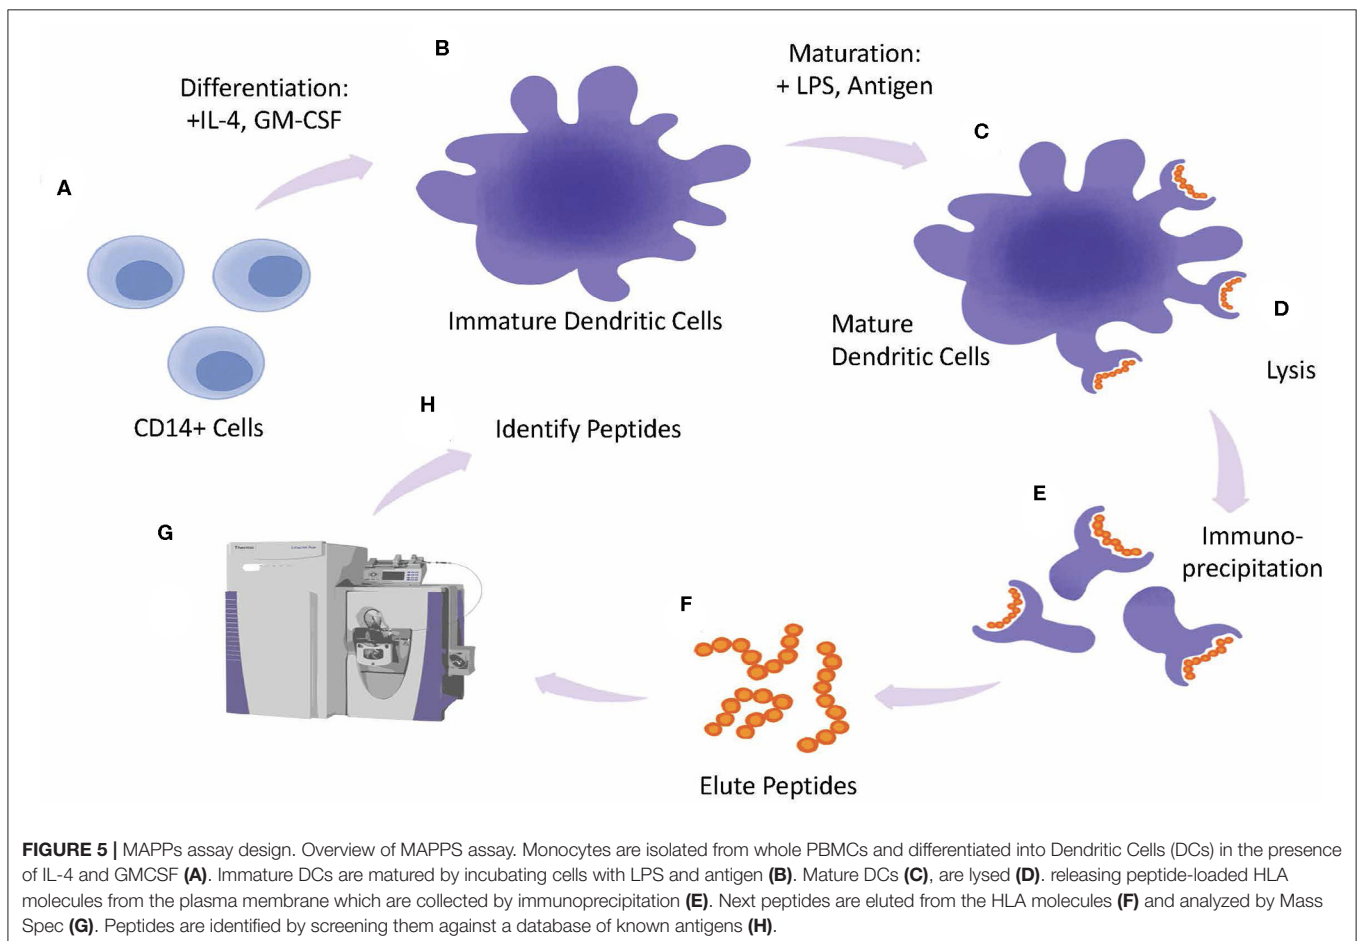 B
Maturation:
+ LPS, Antigen
Differentiation:
+IL-4, GM-CSF
C
A
D
Immature Dendritic Cells
Mature
Dendritic Cells
Lysis
H
CD14+ Cells
Identify Peptides
E
G
Immuno-
precipitation
Thermo
F
Elute Peptides
FIGURE 5 | MAPPs assay design. Overview of MAPPS assay. Monocytes are isolated from whole PBMCs and differentiated into Dendritic Cells (DCs) in the presence
of IL-4 and GMCSF (A). Immature DCs are matured by incubating cells with LPS and antigen (B). Mature DCs (C), are lysed (D). releasing peptide-loaded HLA
molecules from the plasma membrane which are collected by immunoprecipitation (E). Next peptides are eluted from the HLA molecules (F) and analyzed by Mass
Spec (G). Peptides are identified by screening them against a database of known antigens (H).